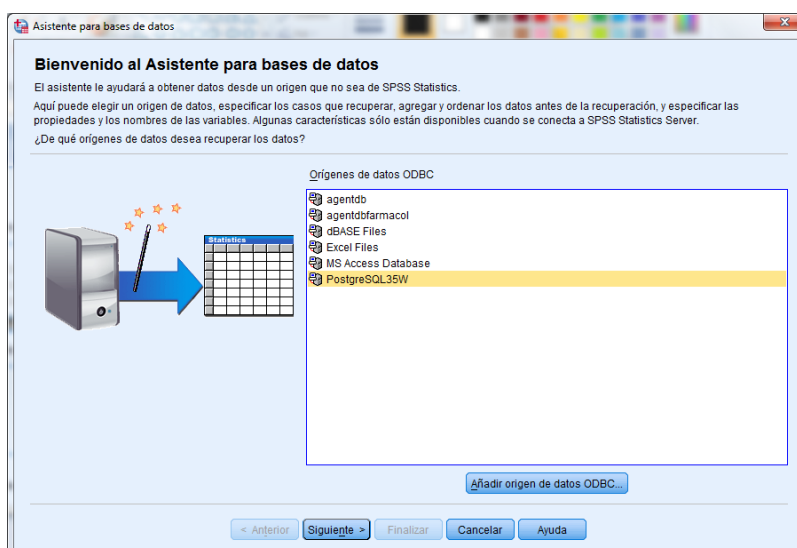 Asistente para bases de datos
Bienvenido al Asistente para bases de datos
El asistente le ayudará a obtener datos desde un origen que no sea de SPSS Statistics.
Aquí puede elegir un origen de datos, especificar los casos que recuperar, agregar y ordenar los datos antes de la recuperación, y especificar las
propiedades y los nombres de las variables. Algunas características sólo están disponibles cuando se conecta a SPSS Statistics Server.
¿De qué orígenes de datos desea recuperar los datos?
Orígenes de datos ODBC
agentdb
agentdbfarmacol
dBASE Files
Excel Files
MS Access Database
PostgreSQL35W
Statistics
Añadir origen de datos ODBC...
< Anterior
Siguiente >
Finalizar
Cancelar
Ayuda